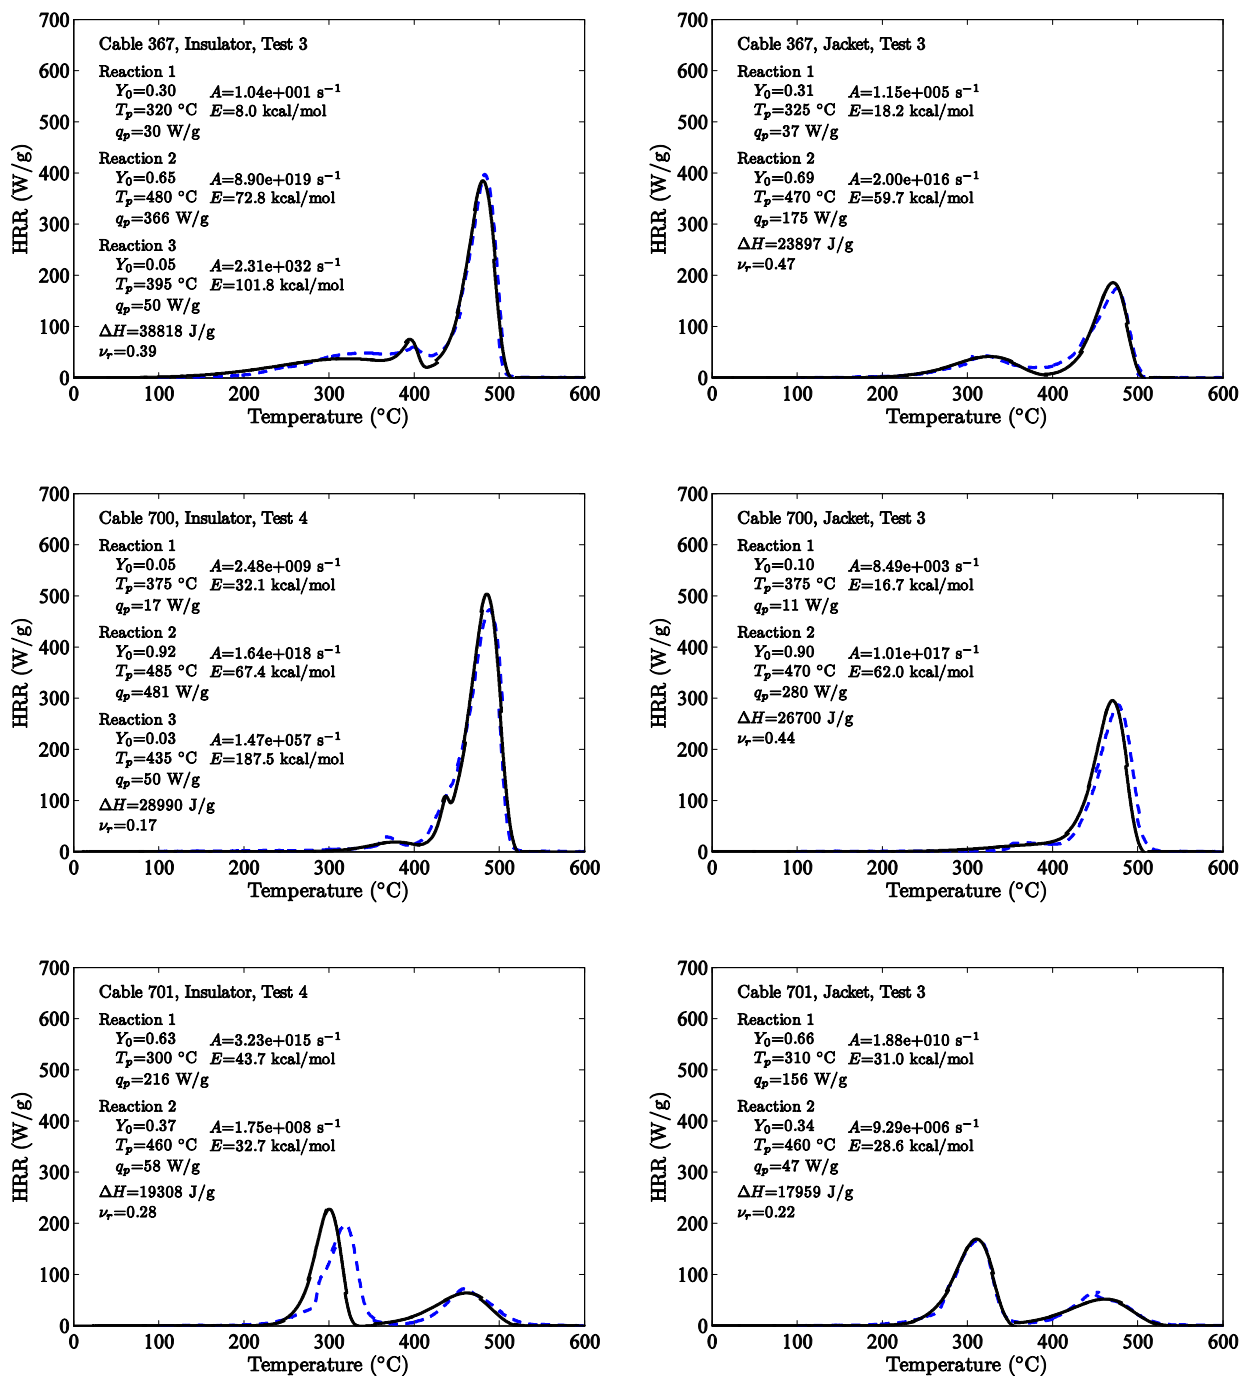 Cable 367, Insulator, Test 3
Reaction 1
Y₀=0.30 A=1.04e+001 s⁻¹
Tₚ=320 °C E=8.0 kcal/mol
qₚ=30 W/g
Reaction 2
Y₀=0.65 A=8.90e+019 s⁻¹
Tₚ=480 °C E=72.8 kcal/mol
qₚ=366 W/g
Reaction 3
Y₀=0.05 A=2.31e+032 s⁻¹
Tₚ=395 °C E=101.8 kcal/mol
qₚ=50 W/g
ΔH=38818 J/g
νᵣ=0.39
HRR (W/g)
700
600
500
400
300
200
100
0
0 100 200 300 400 500 600
Temperature (°C)
Cable 367, Jacket, Test 3
Reaction 1
Y₀=0.31 A=1.15e+005 s⁻¹
Tₚ=325 °C E=18.2 kcal/mol
qₚ=37 W/g
Reaction 2
Y₀=0.69 A=2.00e+016 s⁻¹
Tₚ=470 °C E=59.7 kcal/mol
qₚ=175 W/g
ΔH=23897 J/g
νᵣ=0.47
HRR (W/g)
700
600
500
400
300
200
100
0
0 100 200 300 400 500 600
Temperature (°C)
Cable 700, Insulator, Test 4
Reaction 1
Y₀=0.05 A=2.48e+009 s⁻¹
Tₚ=375 °C E=32.1 kcal/mol
qₚ=17 W/g
Reaction 2
Y₀=0.92 A=1.64e+018 s⁻¹
Tₚ=485 °C E=67.4 kcal/mol
qₚ=481 W/g
Reaction 3
Y₀=0.03 A=1.47e+057 s⁻¹
Tₚ=435 °C E=187.5 kcal/mol
qₚ=50 W/g
ΔH=28990 J/g
νᵣ=0.17
HRR (W/g)
700
600
500
400
300
200
100
0
0 100 200 300 400 500 600
Temperature (°C)
Cable 700, Jacket, Test 3
Reaction 1
Y₀=0.10 A=8.49e+003 s⁻¹
Tₚ=375 °C E=16.7 kcal/mol
qₚ=11 W/g
Reaction 2
Y₀=0.90 A=1.01e+017 s⁻¹
Tₚ=470 °C E=62.0 kcal/mol
qₚ=280 W/g
ΔH=26700 J/g
νᵣ=0.44
HRR (W/g)
700
600
500
400
300
200
100
0
0 100 200 300 400 500 600
Temperature (°C)
Cable 701, Insulator, Test 4
Reaction 1
Y₀=0.63 A=3.23e+015 s⁻¹
Tₚ=300 °C E=43.7 kcal/mol
qₚ=216 W/g
Reaction 2
Y₀=0.37 A=1.75e+008 s⁻¹
Tₚ=460 °C E=32.7 kcal/mol
qₚ=58 W/g
ΔH=19308 J/g
νᵣ=0.28
HRR (W/g)
700
600
500
400
300
200
100
0
0 100 200 300 400 500 600
Temperature (°C)
Cable 701, Jacket, Test 3
Reaction 1
Y₀=0.66 A=1.88e+010 s⁻¹
Tₚ=310 °C E=31.0 kcal/mol
qₚ=156 W/g
Reaction 2
Y₀=0.34 A=9.29e+006 s⁻¹
Tₚ=460 °C E=28.6 kcal/mol
qₚ=47 W/g
ΔH=17959 J/g
νᵣ=0.22
HRR (W/g)
700
600
500
400
300
200
100
0
0 100 200 300 400 500 600
Temperature (°C)